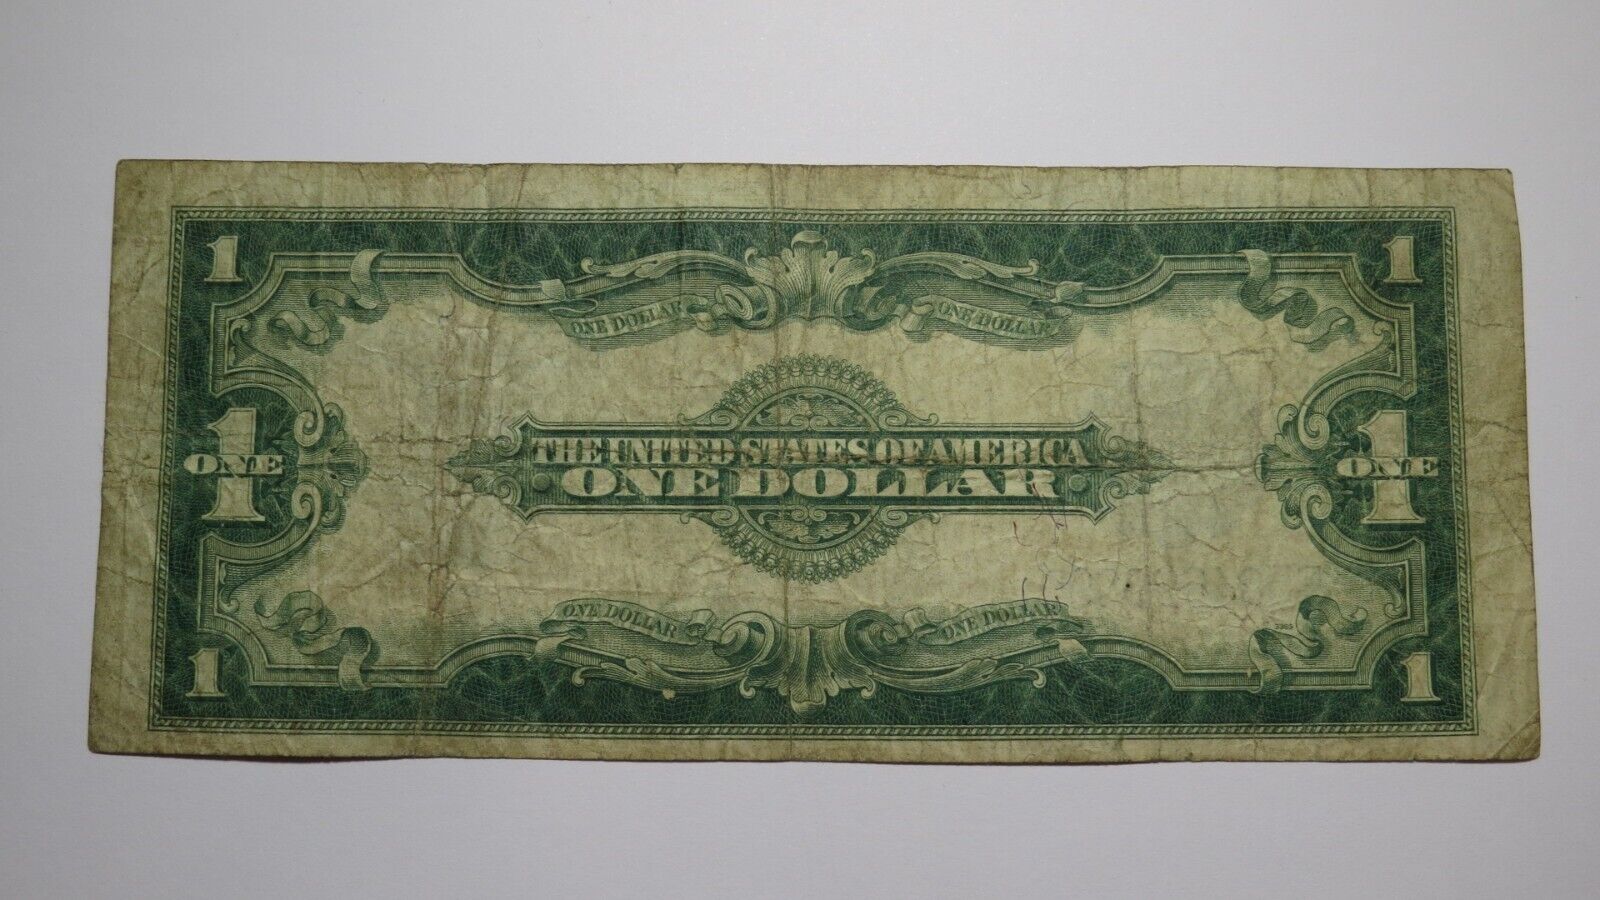 1 1
ONE DOLLAR ONE DOLLAR
THE UNITED STATES OF AMERICA
ONE 1 ONE DOLLAR ONE 1
ONE DOLLAR ONE DOLLAR
1 1